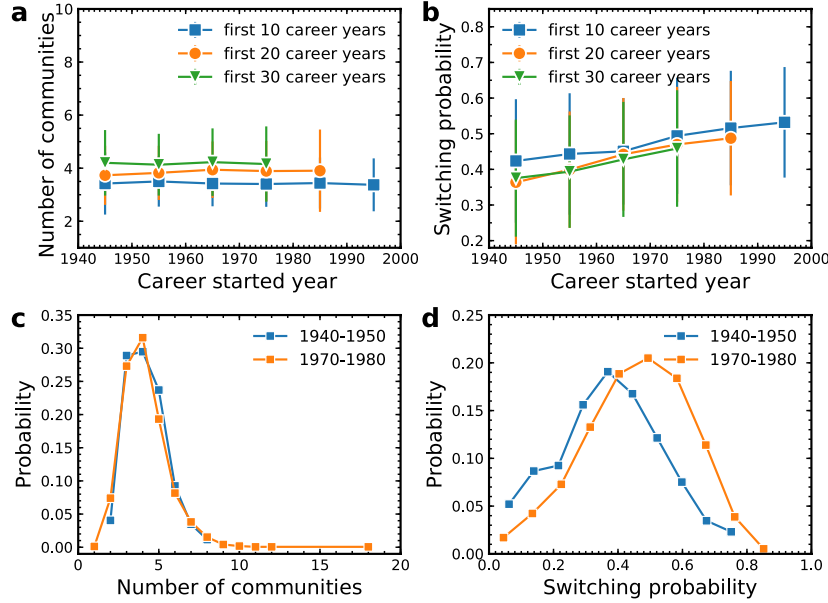 a
10
8
6
4
2
Number of communities
first 10 career years
first 20 career years
first 30 career years
1940 1950 1960 1970 1980 1990 2000
Career started year
b
0.8
0.7
0.6
0.5
0.4
0.3
0.2
Switching probability
first 10 career years
first 20 career years
first 30 career years
1940 1950 1960 1970 1980 1990 2000
Career started year
c
0.35
0.30
0.25
0.20
0.15
0.10
0.05
0.00
Probability
1940-1950
1970-1980
0 5 10 15 20
Number of communities
d
0.25
0.20
0.15
0.10
0.05
0.00
Probability
1940-1950
1970-1980
0.0 0.2 0.4 0.6 0.8 1.0
Switching probability